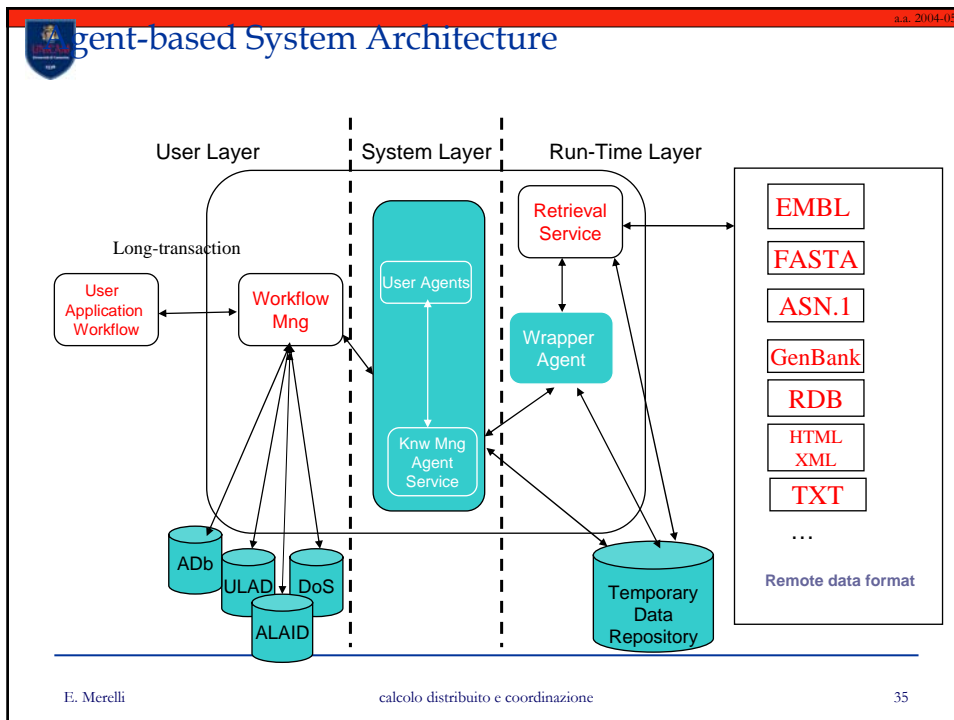 a.a. 2004-05
gent-based System Architecture
UNICAM
User Layer
System Layer
Run-Time Layer
Long-transaction
User
Application
Workflow
Workflow
Mng
User Agents
Knw Mng
Agent
Service
Retrieval
Service
Wrapper
Agent
EMBL
FASTA
ASN.1
GenBank
RDB
HTML
XML
TXT
...
Remote data format
ADb
ULAD
DoS
ALAID
Temporary
Data
Repository
E. Merelli
calcolo distribuito e coordinazione
35